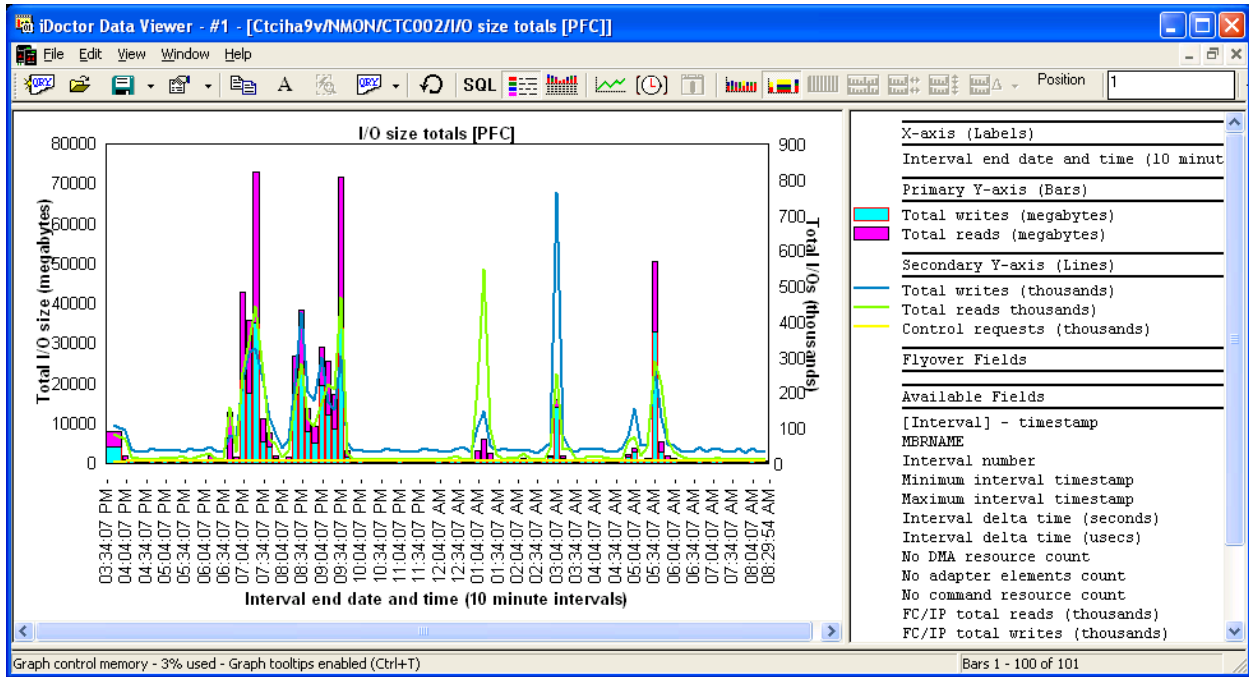 iDoctor Data Viewer - #1 - [Ctciha9v/NMON/CTC002/I/O size totals [PFC]]
File Edit View Window Help
QRY A QRY SQL Position 1
I/O size totals [PFC]
Total I/O size (megabytes)
80000
70000
60000
50000
40000
30000
20000
10000
0
900
800
700
600
500
400
300
200
100
0
Total I/Os (thousands)
03:34:07 PM -
04:04:07 PM -
04:34:07 PM -
05:04:07 PM -
05:34:07 PM -
06:04:07 PM -
06:34:07 PM -
07:04:07 PM -
07:34:07 PM -
08:04:07 PM -
08:34:07 PM -
09:04:07 PM -
09:34:07 PM -
10:04:07 PM -
10:34:07 PM -
11:04:07 PM -
11:34:07 PM -
12:04:07 AM -
12:34:07 AM -
01:04:07 AM -
01:34:07 AM -
02:04:07 AM -
02:34:07 AM -
03:04:07 AM -
03:34:07 AM -
04:04:07 AM -
04:34:07 AM -
05:04:07 AM -
05:34:07 AM -
06:04:07 AM -
06:34:07 AM -
07:04:07 AM -
07:34:07 AM -
08:04:07 AM -
08:29:54 AM -
Interval end date and time (10 minute intervals)
X-axis (Labels)
Interval end date and time (10 minut
Primary Y-axis (Bars)
Total writes (megabytes)
Total reads (megabytes)
Secondary Y-axis (Lines)
Total writes (thousands)
Total reads thousands)
Control requests (thousands)
Flyover Fields
Available Fields
[Interval] - timestamp
MBRNAME
Interval number
Minimum interval timestamp
Maximum interval timestamp
Interval delta time (seconds)
Interval delta time (usecs)
No DMA resource count
No adapter elements count
No command resource count
FC/IP total reads (thousands)
FC/IP total writes (thousands)
Graph control memory - 3% used - Graph tooltips enabled (Ctrl+T)
Bars 1 - 100 of 101